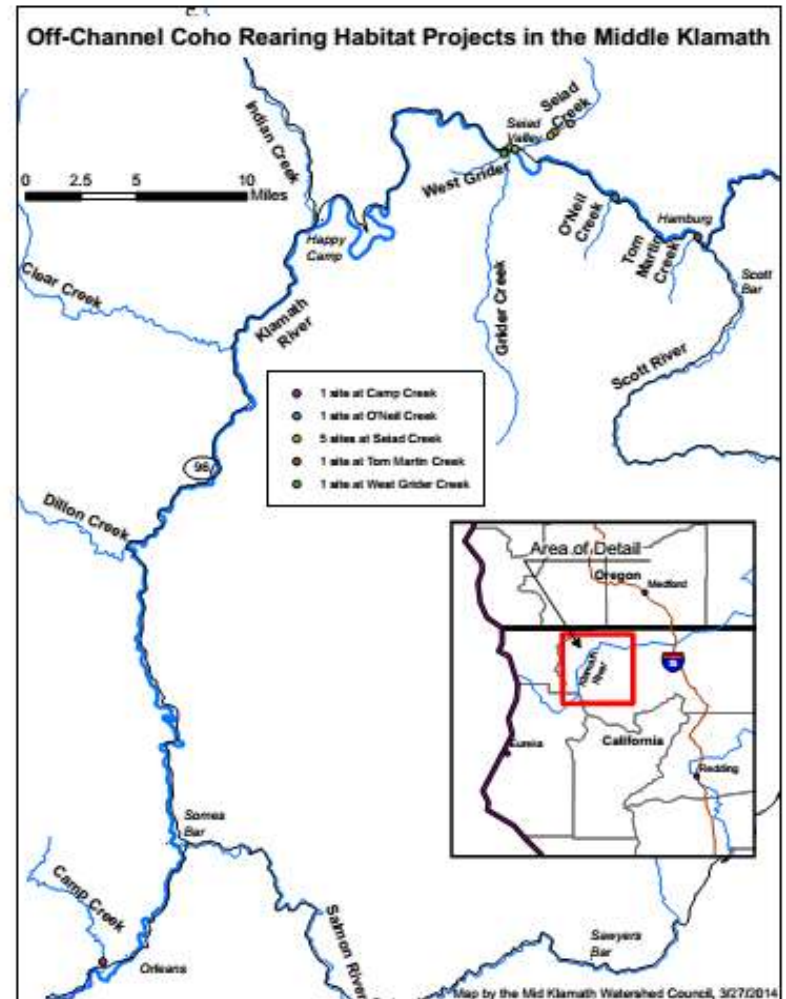 Off-Channel Coho Rearing Habitat Projects in the Middle Klamath
Indian Creek
Seiad
Creek
Seiad
Valley
West Grider
0 2.5 5 10
Miles
O'Neil
Creek
Hamburg
Tom
Martin
Creek
Happy
Camp
Scott
Bar
Clear Creek
Klamath
River
Grider Creek
Scott River
1 site at Camp Creek
1 site at O'Neil Creek
5 sites at Seiad Creek
1 site at Tom Martin Creek
1 site at West Grider Creek
96
Dillon Creek
Area of Detail
Oregon
Medford
Klamath
River
5
Eureka
California
Redding
Somes
Bar
Camp Creek
Orleans
Salmon River
Sawyers
Bar
Map by the Mid Klamath Watershed Council, 3/27/2014